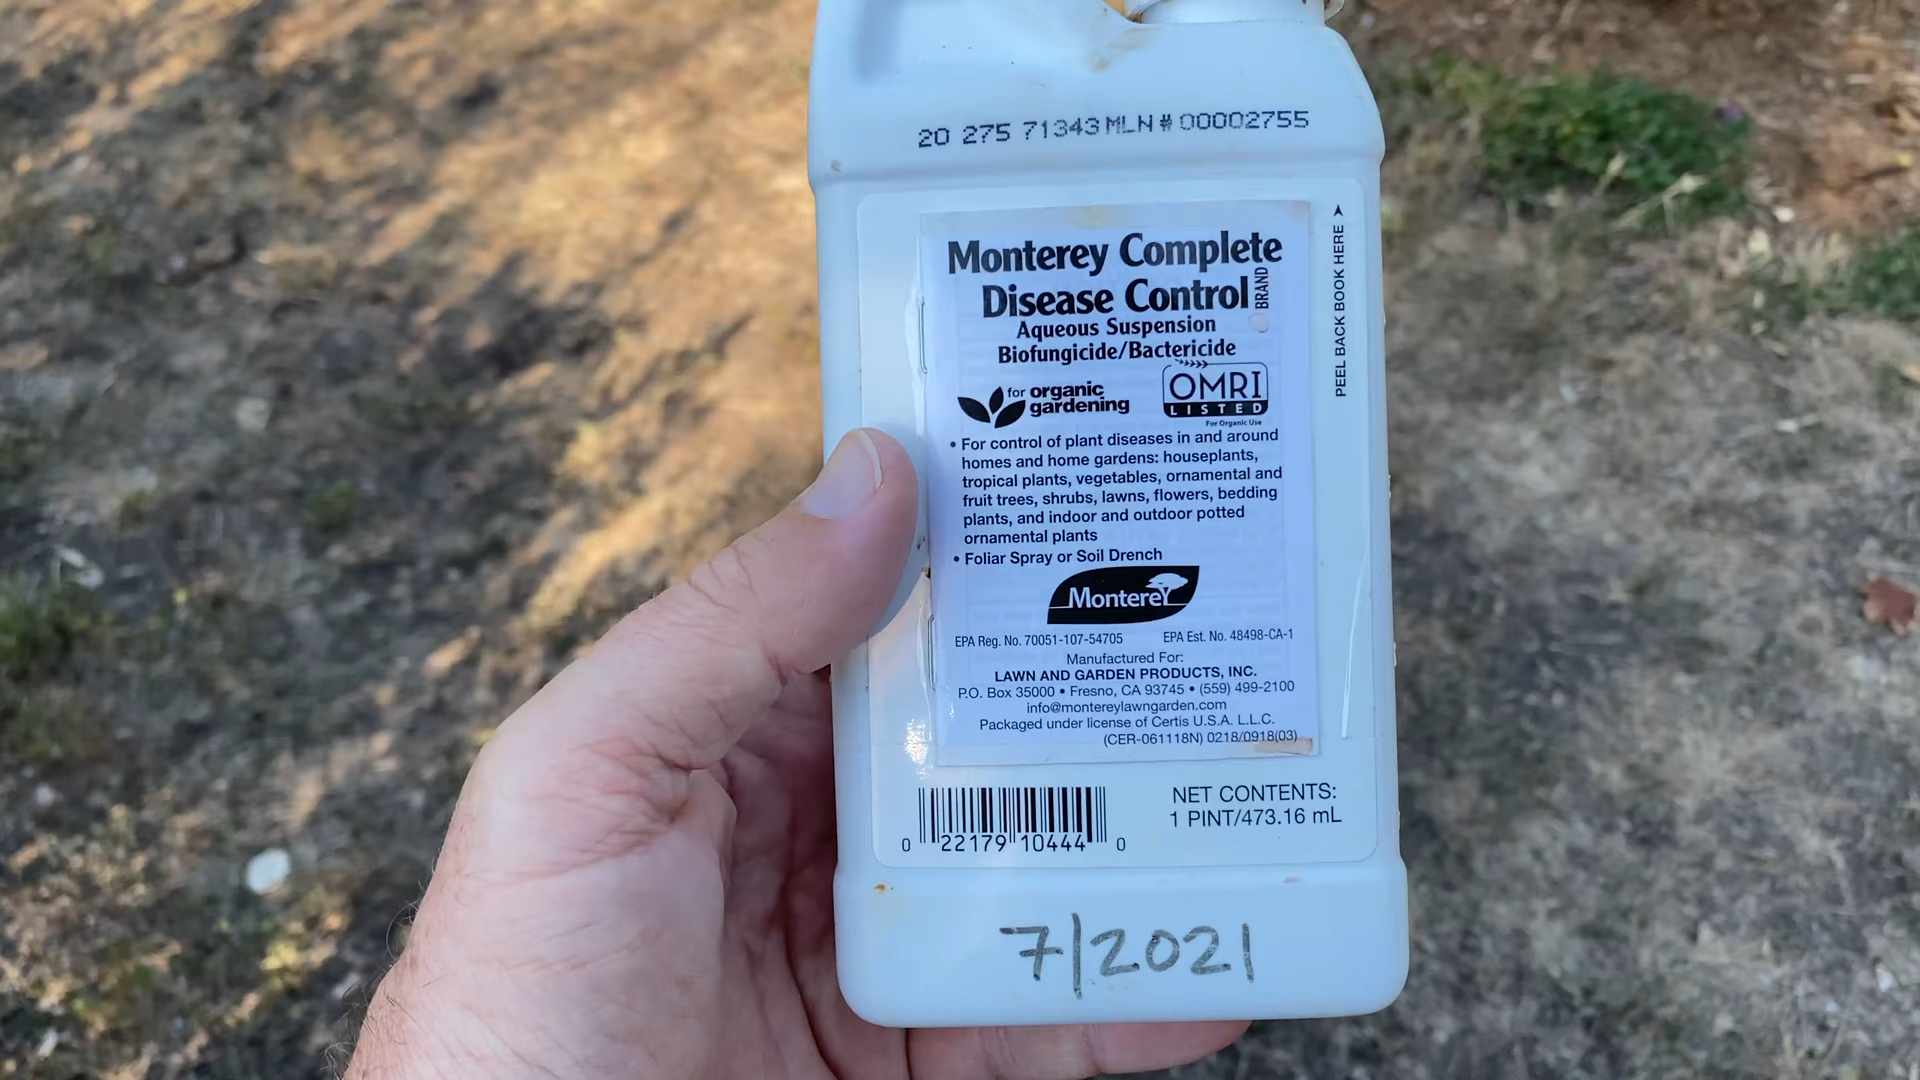 20 275 71343 MLN # 00002755
Monterey Complete
Disease Control BRAND
Aqueous Suspension
Biofungicide/Bactericide
for organic gardening
OMRI
LISTED
For Organic Use
• For control of plant diseases in and around
homes and home gardens: houseplants,
tropical plants, vegetables, ornamental and
fruit trees, shrubs, lawns, flowers, bedding
plants, and indoor and outdoor potted
ornamental plants
• Foliar Spray or Soil Drench
Monterey
EPA Reg. No. 70051-107-54705 EPA Est. No. 48498-CA-1
Manufactured For:
LAWN AND GARDEN PRODUCTS, INC.
P.O. Box 35000 • Fresno, CA 93745 • (559) 499-2100
info@montereylawngarden.com
Packaged under license of Certis U.S.A. L.L.C.
(CER-061118N) 0218/0918(03)
PEEL BACK BOOK HERE
0 22179 10444 0
NET CONTENTS:
1 PINT/473.16 mL
7/2021